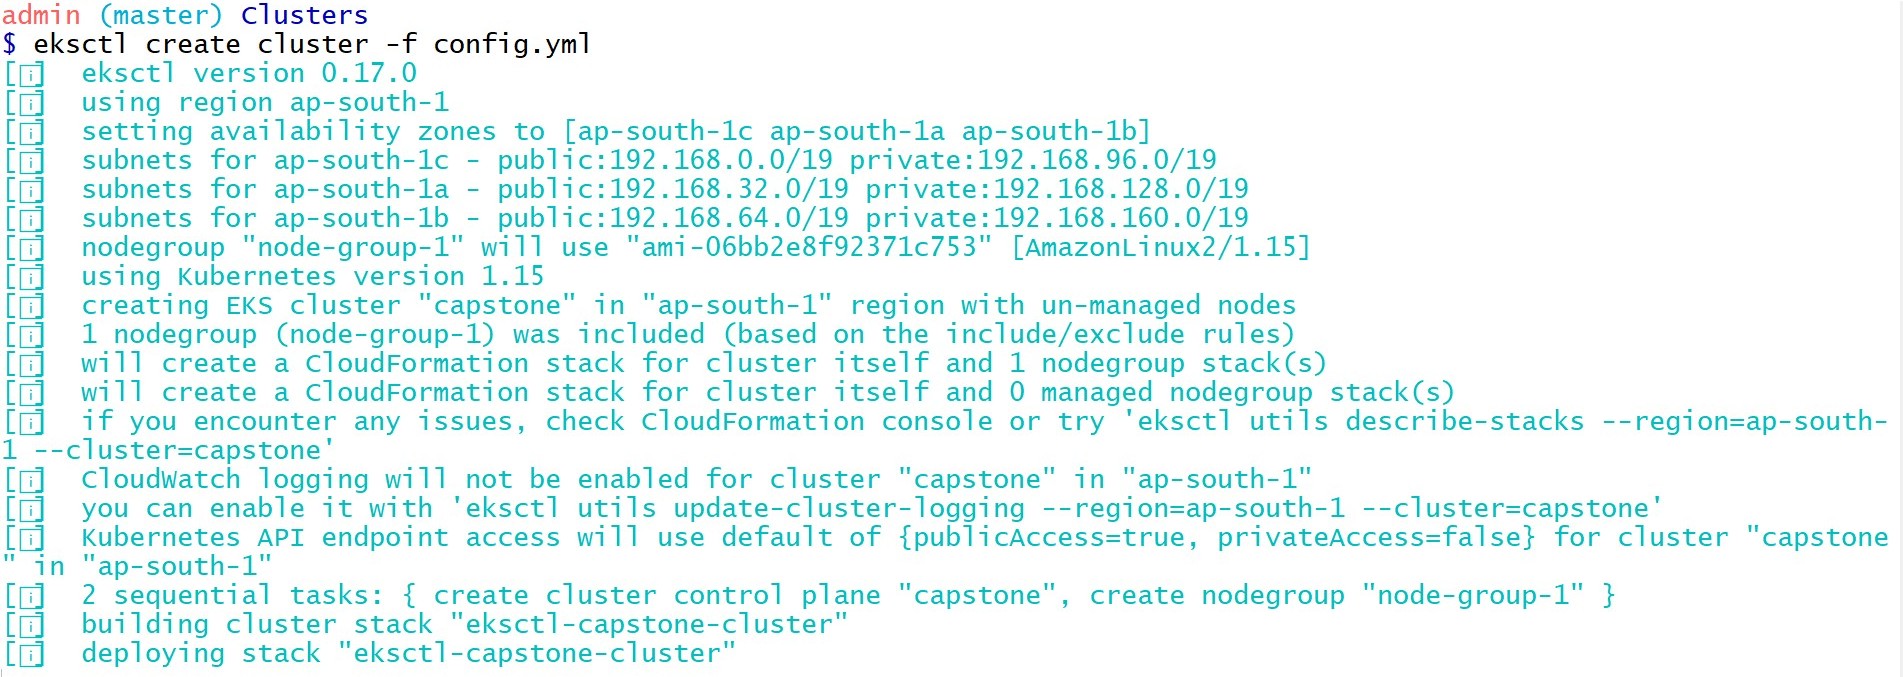 admin (master) Clusters
$ eksctl create cluster -f config.yml
[i]  eksctl version 0.17.0
[i]  using region ap-south-1
[i]  setting availability zones to [ap-south-1c ap-south-1a ap-south-1b]
[i]  subnets for ap-south-1c - public:192.168.0.0/19 private:192.168.96.0/19
[i]  subnets for ap-south-1a - public:192.168.32.0/19 private:192.168.128.0/19
[i]  subnets for ap-south-1b - public:192.168.64.0/19 private:192.168.160.0/19
[i]  nodegroup "node-group-1" will use "ami-06bb2e8f92371c753" [AmazonLinux2/1.15]
[i]  using Kubernetes version 1.15
[i]  creating EKS cluster "capstone" in "ap-south-1" region with un-managed nodes
[i]  1 nodegroup (node-group-1) was included (based on the include/exclude rules)
[i]  will create a CloudFormation stack for cluster itself and 1 nodegroup stack(s)
[i]  will create a CloudFormation stack for cluster itself and 0 managed nodegroup stack(s)
[i]  if you encounter any issues, check CloudFormation console or try 'eksctl utils describe-stacks --region=ap-south-
1 --cluster=capstone'
[i]  CloudWatch logging will not be enabled for cluster "capstone" in "ap-south-1"
[i]  you can enable it with 'eksctl utils update-cluster-logging --region=ap-south-1 --cluster=capstone'
[i]  Kubernetes API endpoint access will use default of {publicAccess=true, privateAccess=false} for cluster "capstone
" in "ap-south-1"
[i]  2 sequential tasks: { create cluster control plane "capstone", create nodegroup "node-group-1" }
[i]  building cluster stack "eksctl-capstone-cluster"
[i]  deploying stack "eksctl-capstone-cluster"